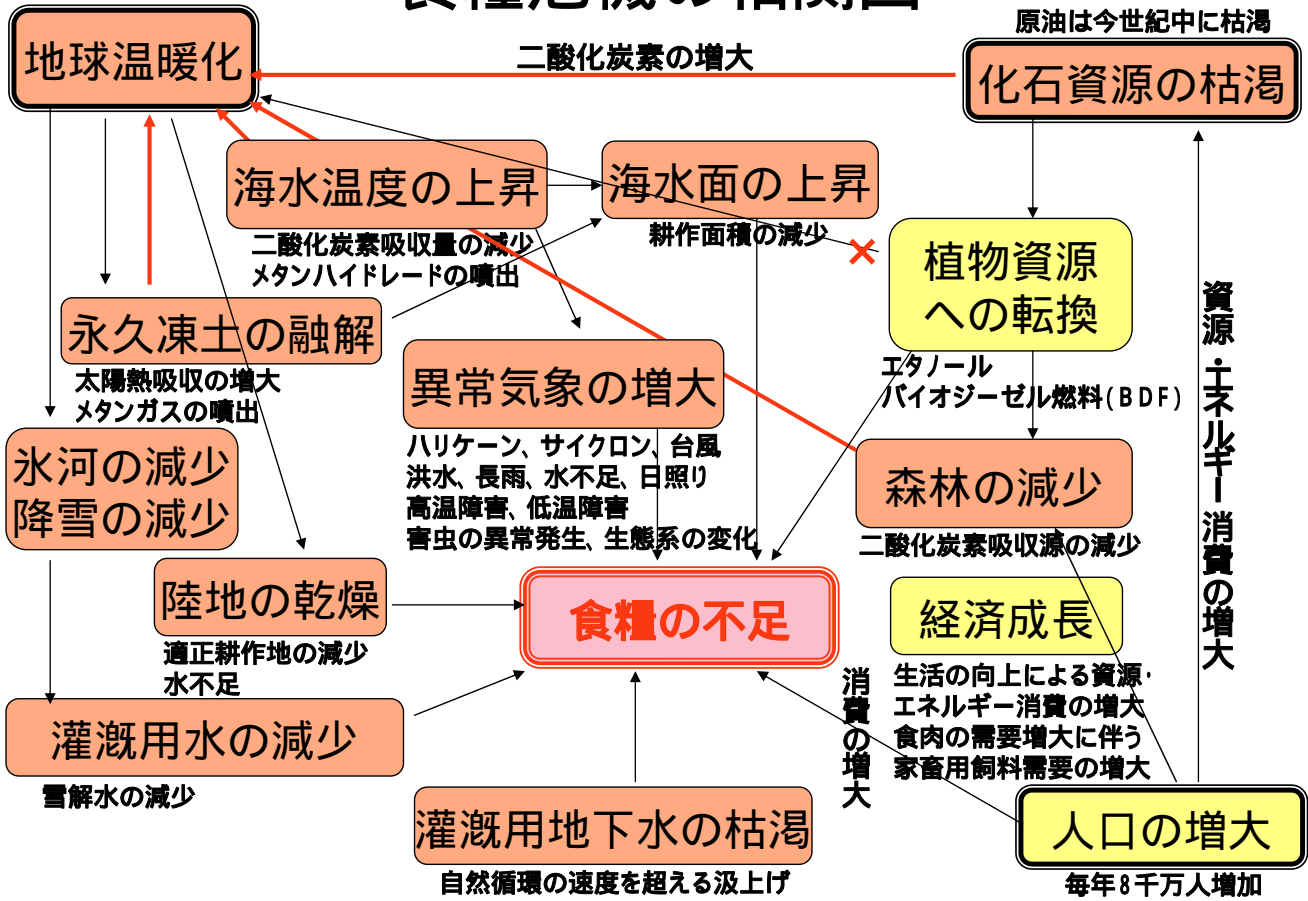 食糧危機の相関図
原油は今世紀中に枯渇
地球温暖化
二酸化炭素の増大
化石資源の枯渇
海水温度の上昇
二酸化炭素吸収量の減少
メタンハイドレードの噴出
海水面の上昇
耕作面積の減少
植物資源
への転換
エタノール
バイオジーゼル燃料(BDF)
資源・エネルギー消費の増大
永久凍土の融解
太陽熱吸収の増大
メタンガスの噴出
異常気象の増大
ハリケーン、サイクロン、台風
洪水、長雨、水不足、日照り
高温障害、低温障害
害虫の異常発生、生態系の変化
氷河の減少
降雪の減少
森林の減少
二酸化炭素吸収源の減少
陸地の乾燥
適正耕作地の減少
水不足
食糧の不足
経済成長
生活の向上による資源・
エネルギー消費の増大
食肉の需要増大に伴う
家畜用飼料需要の増大
消費の増大
灌漑用水の減少
雪解水の減少
灌漑用地下水の枯渇
自然循環の速度を超える汲上げ
人口の増大
毎年8千万人増加